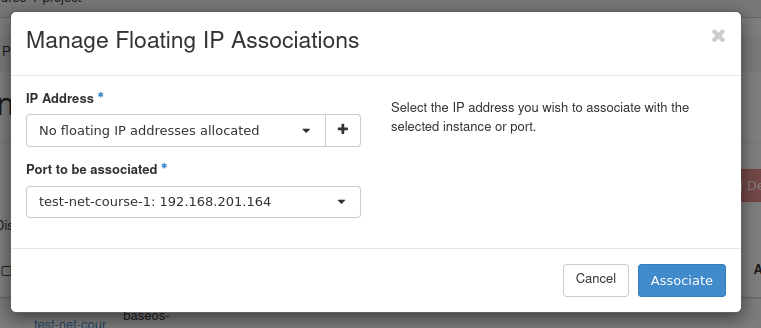 Manage Floating IP Associations
×
IP Address *
No floating IP addresses allocated
+
Select the IP address you wish to associate with the
selected instance or port.
Port to be associated *
test-net-course-1: 192.168.201.164
De
Cancel
Associate
baseos-
test-net-cour